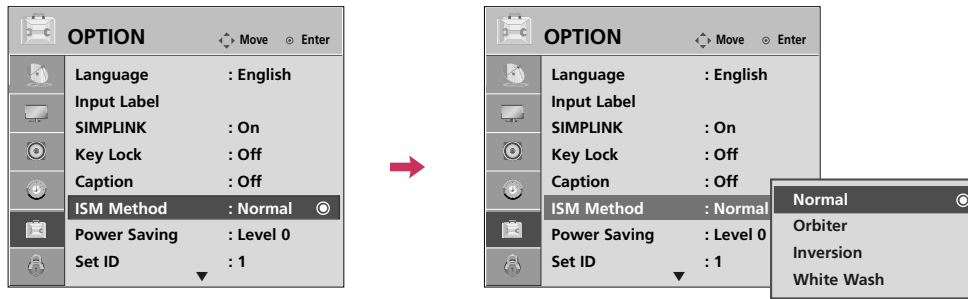 OPTION Move Enter
Language : English
Input Label
SIMPLINK : On
Key Lock : Off
Caption : Off
ISM Method : Normal
Power Saving : Level 0
Set ID : 1
OPTION Move Enter
Language : English
Input Label
SIMPLINK : On
Key Lock : Off
Caption : Off
ISM Method : Normal
Power Saving : Level 0
Set ID : 1
Normal
Orbiter
Inversion
White Wash